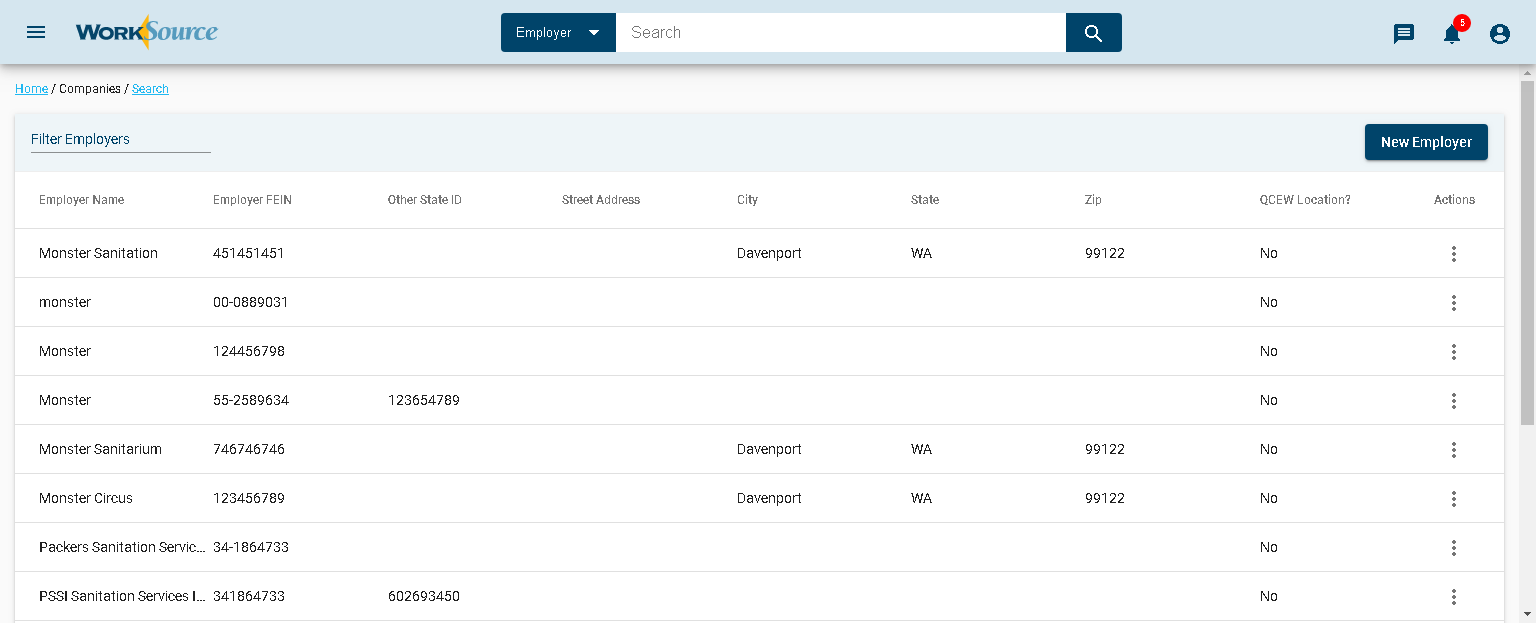 WorkSource
Employer Search 5
Home / Companies / Search
Filter Employers New Employer
Employer Name Employer FEIN Other State ID Street Address City State Zip QCEW Location? Actions
Monster Sanitation 451451451 Davenport WA 99122 No
monster 00-0889031 No
Monster 124456798 No
Monster 55-2589634 123654789 No
Monster Sanitarium 746746746 Davenport WA 99122 No
Monster Circus 123456789 Davenport WA 99122 No
Packers Sanitation Servic... 34-1864733 No
PSSI Sanitation Services I... 341864733 602693450 No